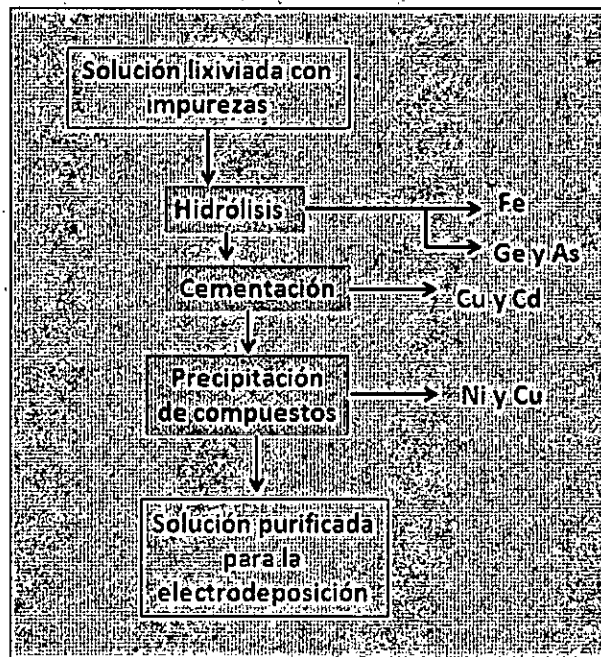 Solución lixiviada con
impurezas
Hidrólisis
Fe
Ge y As
Cementación
Cu y Cd
Precipitación
de compuestos
Ni y Cu
Solución purificada
para la
electrodeposición